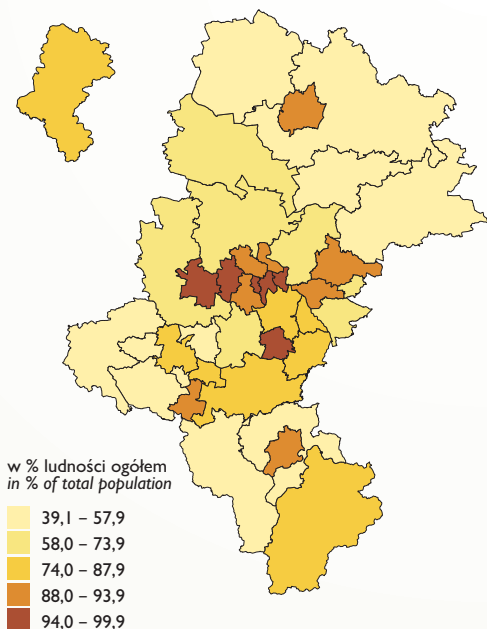 w % ludności ogółem
in % of total population
39,1 – 57,9
58,0 – 73,9
74,0 – 87,9
88,0 – 93,9
94,0 – 99,9